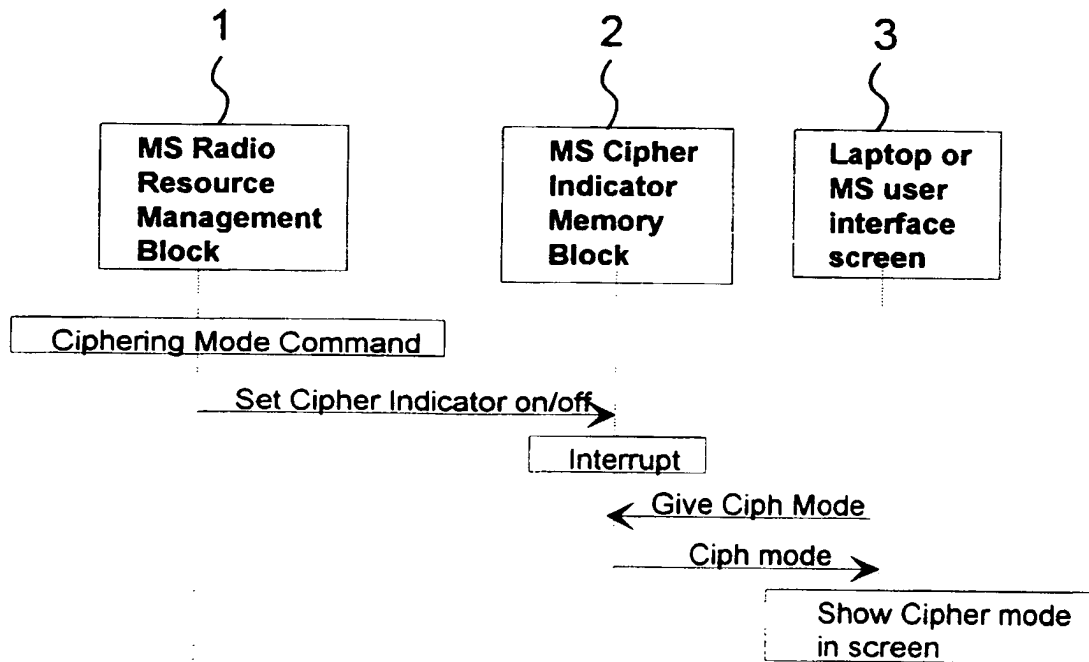 1
2
3
MS Radio
Resource
Management
Block
MS Cipher
Indicator
Memory
Block
Laptop or
MS user
interface
screen
Ciphering Mode Command
Set Cipher Indicator on/off
Interrupt
Give Ciph Mode
Ciph mode
Show Cipher mode
in screen